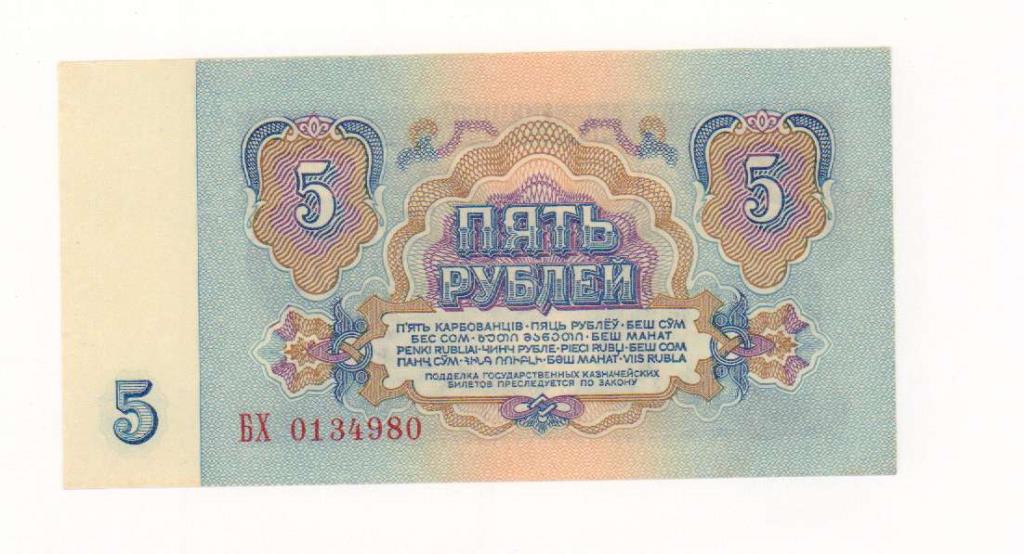 5 5
ПЯТЬ
РУБЛЕЙ
П'ЯТЬ КАРБОВАНЦІВ · ПЯЦЬ РУБЛЁЎ · БЕШ СЎМ
БЕС СОМ · ხუთი მანეთი · БЕШ МАНАТ
PENKI RUBLIAI · ЧИНЧ РУБЛЕ · PIECI RUBĻI · БЕШ СОМ
ПАНҶ СӮМ · ՀԻՆԳ ՌՈՒԲԼԻ · БӘШ МАНАТ · VIIS RUBLA
ПОДДЕЛКА ГОСУДАРСТВЕННЫХ КАЗНАЧЕЙСКИХ
БИЛЕТОВ ПРЕСЛЕДУЕТСЯ ПО ЗАКОНУ
5
БХ 0134980